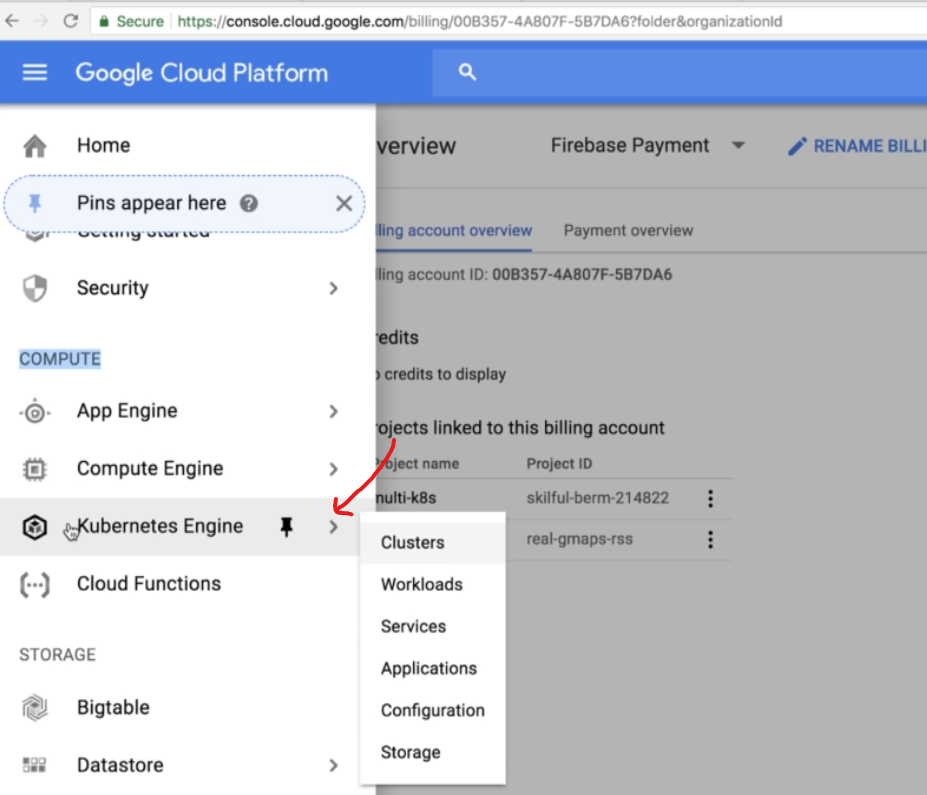 Secure https://console.cloud.google.com/billing/00B357-4A807F-5B7DA6?folder&organizationId
Google Cloud Platform
Home
Pins appear here
Getting started
Security
COMPUTE
App Engine
Compute Engine
Kubernetes Engine
Cloud Functions
STORAGE
Bigtable
Datastore
Clusters
Workloads
Services
Applications
Configuration
Storage
verview Firebase Payment RENAME BILLI
lling account overview Payment overview
lling account ID: 00B357-4A807F-5B7DA6
redits
o credits to display
rojects linked to this billing account
Project name Project ID
multi-k8s skilful-berm-214822
real-gmaps-rss